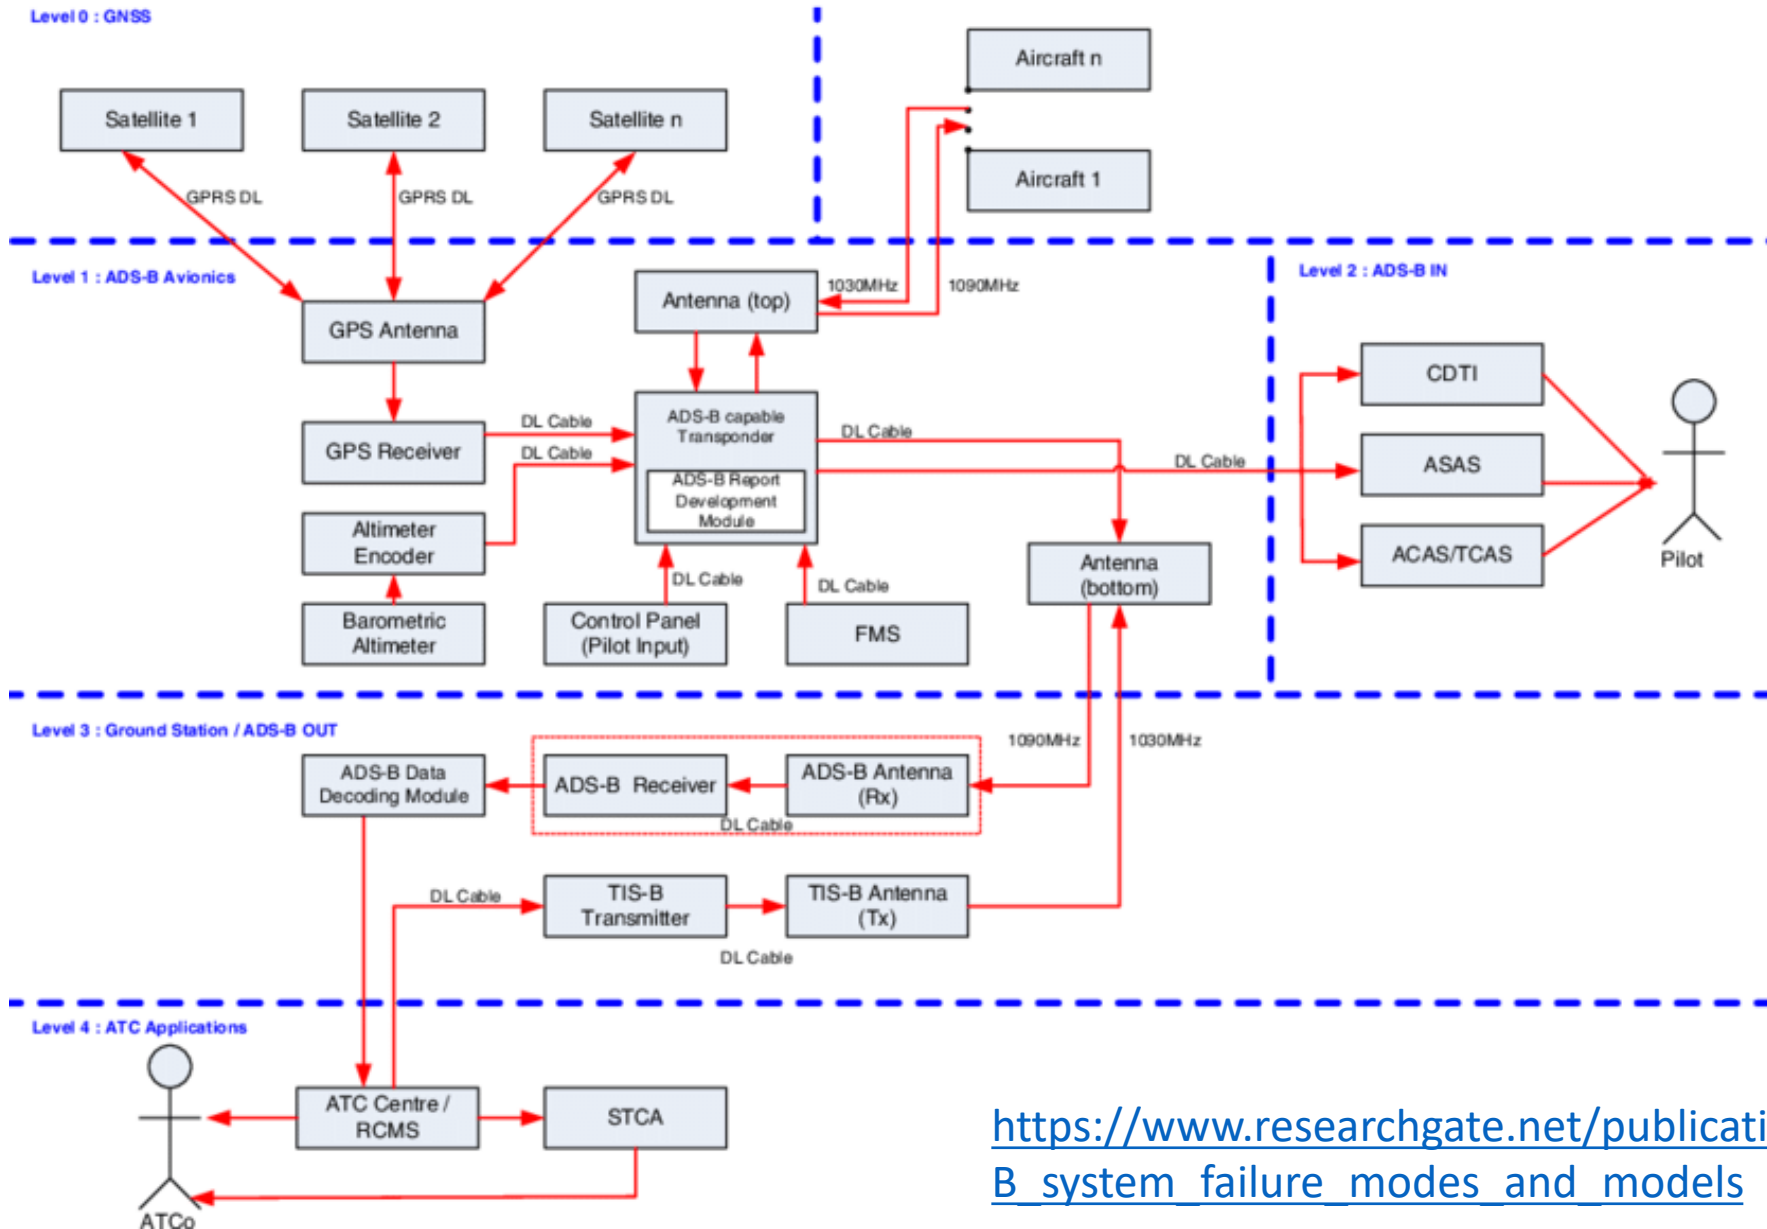 Level 0 : GNSS
Aircraft n
Satellite 1
Satellite 2
Satellite n
Aircraft 1
GPRS DL
GPRS DL
GPRS DL
Level 1 : ADS-B Avionics
Level 2 : ADS-B IN
1030MHz
1090MHz
Antenna (top)
GPS Antenna
CDTI
ADS-B capable
Transponder
DL Cable
DL Cable
GPS Receiver
DL Cable
DL Cable
ASAS
ADS-B Report
Development
Module
Altimeter
Encoder
ACAS/TCAS
Pilot
Antenna
(bottom)
DL Cable
DL Cable
Barometric
Altimeter
Control Panel
(Pilot Input)
FMS
Level 3 : Ground Station / ADS-B OUT
1090MHz
1030MHz
ADS-B Data
Decoding Module
ADS-B Receiver
ADS-B Antenna
(Rx)
DL Cable
DL Cable
TIS-B
Transmitter
TIS-B Antenna
(Tx)
DL Cable
Level 4 : ATC Applications
ATC Centre /
RCMS
STCA
ATCo
https://www.researchgate.net/publicati
B_system_failure_modes_and_models